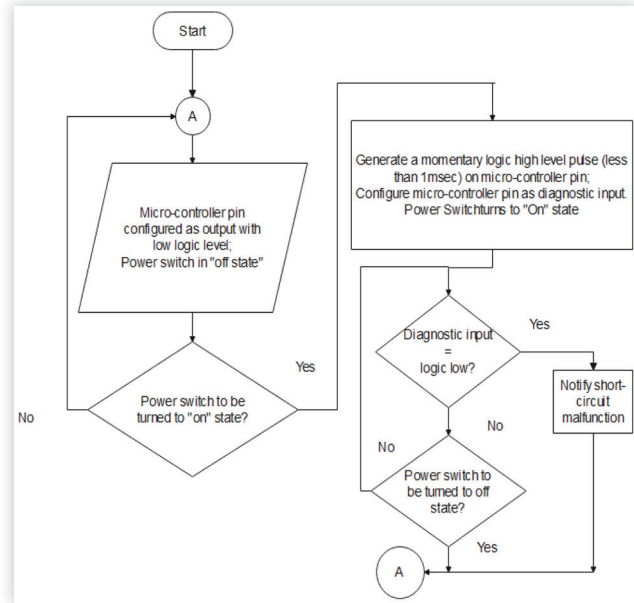 Start
A
Micro-controller pin
configured as output with
low logic level;
Power switch in "off state"
Power switch to be
turned to "on" state?
No
Yes
Generate a momentary logic high level pulse (less
than 1msec) on micro-controller pin;
Configure micro-controller pin as diagnostic input.
Power Switchturns to "On" state
Diagnostic input
=
logic low?
Yes
Notify short-
circuit
malfunction
No
No
Power switch to
be turned to off
state?
Yes
A